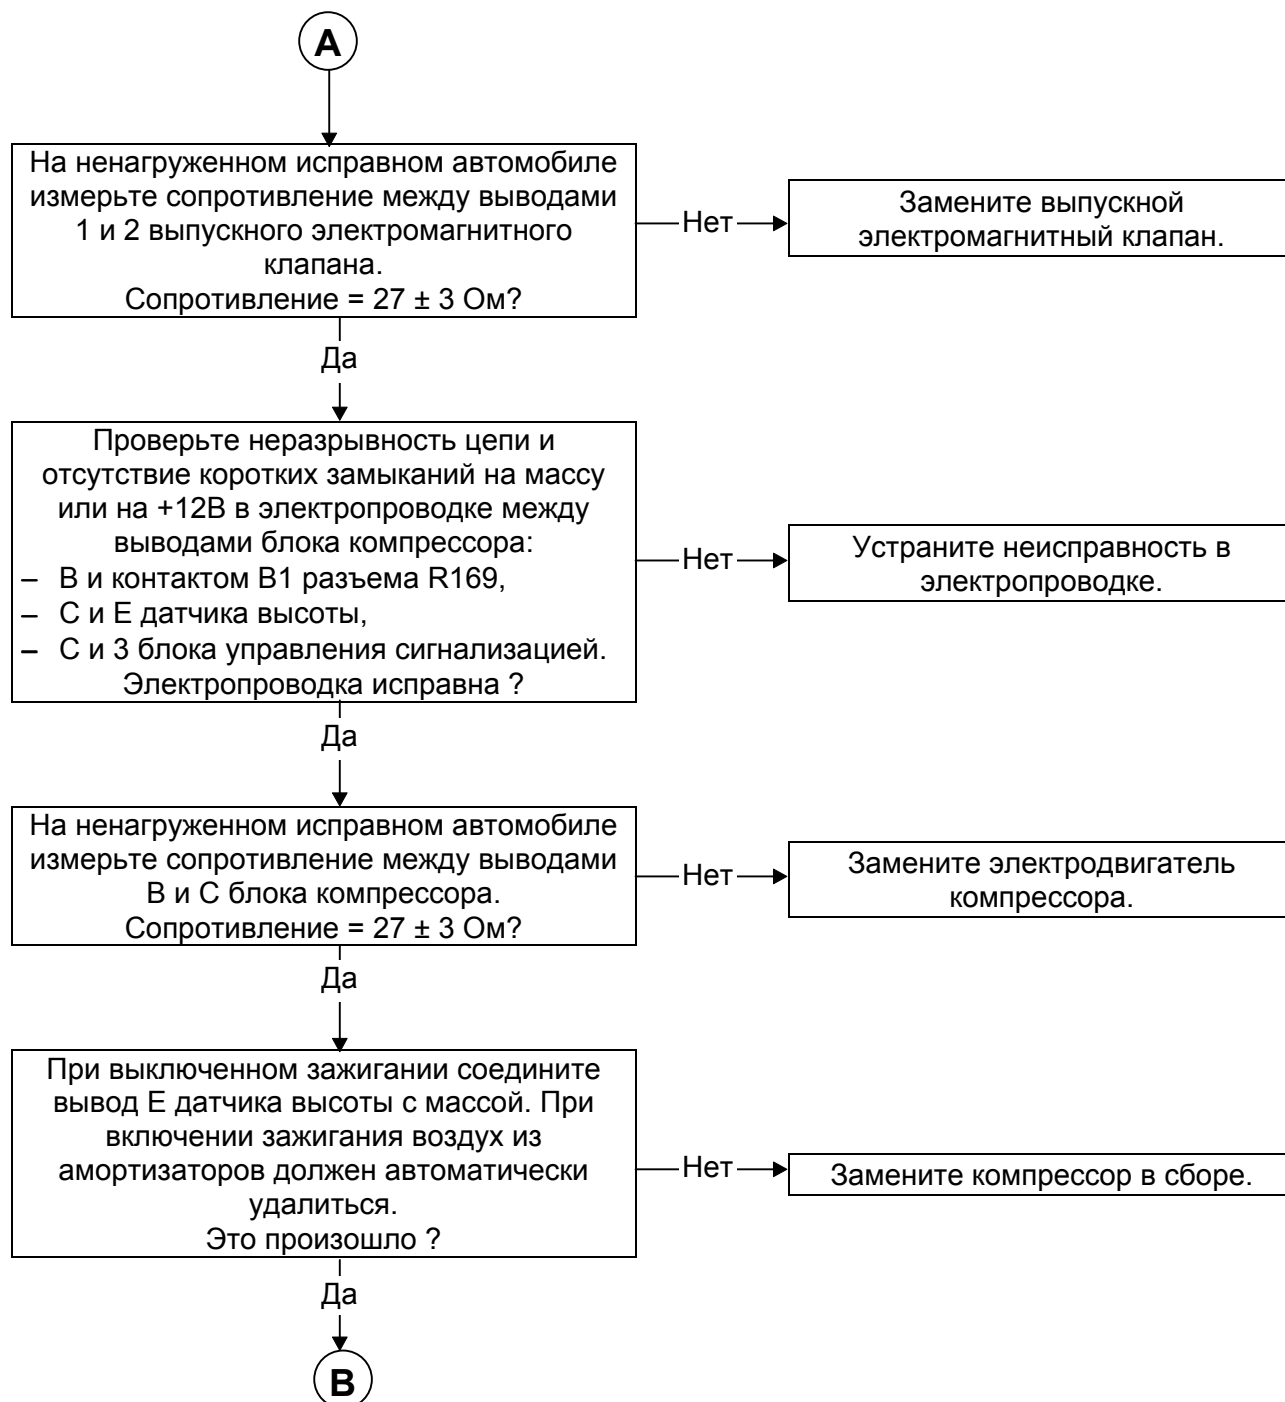 A
На ненагруженном исправном автомобиле
измерьте сопротивление между выводами
1 и 2 выпускного электромагнитного
клапана.
Сопротивление = 27 ± 3 Ом?
Нет
Замените выпускной
электромагнитный клапан.
Да
Проверьте неразрывность цепи и
отсутствие коротких замыканий на массу
или на +12В в электропроводке между
выводами блока компрессора:
– В и контактом В1 разъема R169,
– С и Е датчика высоты,
– С и 3 блока управления сигнализацией.
Электропроводка исправна ?
Нет
Устраните неисправность в
электропроводке.
Да
На ненагруженном исправном автомобиле
измерьте сопротивление между выводами
В и С блока компрессора.
Сопротивление = 27 ± 3 Ом?
Нет
Замените электродвигатель
компрессора.
Да
При выключенном зажигании соедините
вывод Е датчика высоты с массой. При
включении зажигания воздух из
амортизаторов должен автоматически
удалиться.
Это произошло ?
Нет
Замените компрессор в сборе.
Да
B